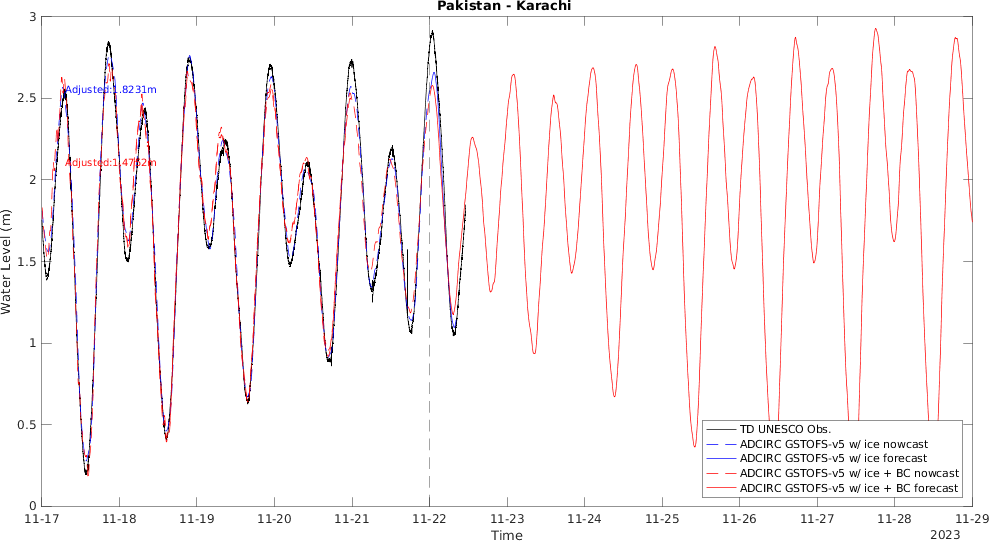 Pakistan - Karachi
3
2.5
2
1.5
1
0.5
0
Water Level (m)
Adjusted:1.8231m
Adjusted:1.4762m
TD UNESCO Obs.
ADCIRC GSTOFS-v5 w/ ice nowcast
ADCIRC GSTOFS-v5 w/ ice forecast
ADCIRC GSTOFS-v5 w/ ice + BC nowcast
ADCIRC GSTOFS-v5 w/ ice + BC forecast
11-17 11-18 11-19 11-20 11-21 11-22 11-23 11-24 11-25 11-26 11-27 11-28 11-29
Time
2023